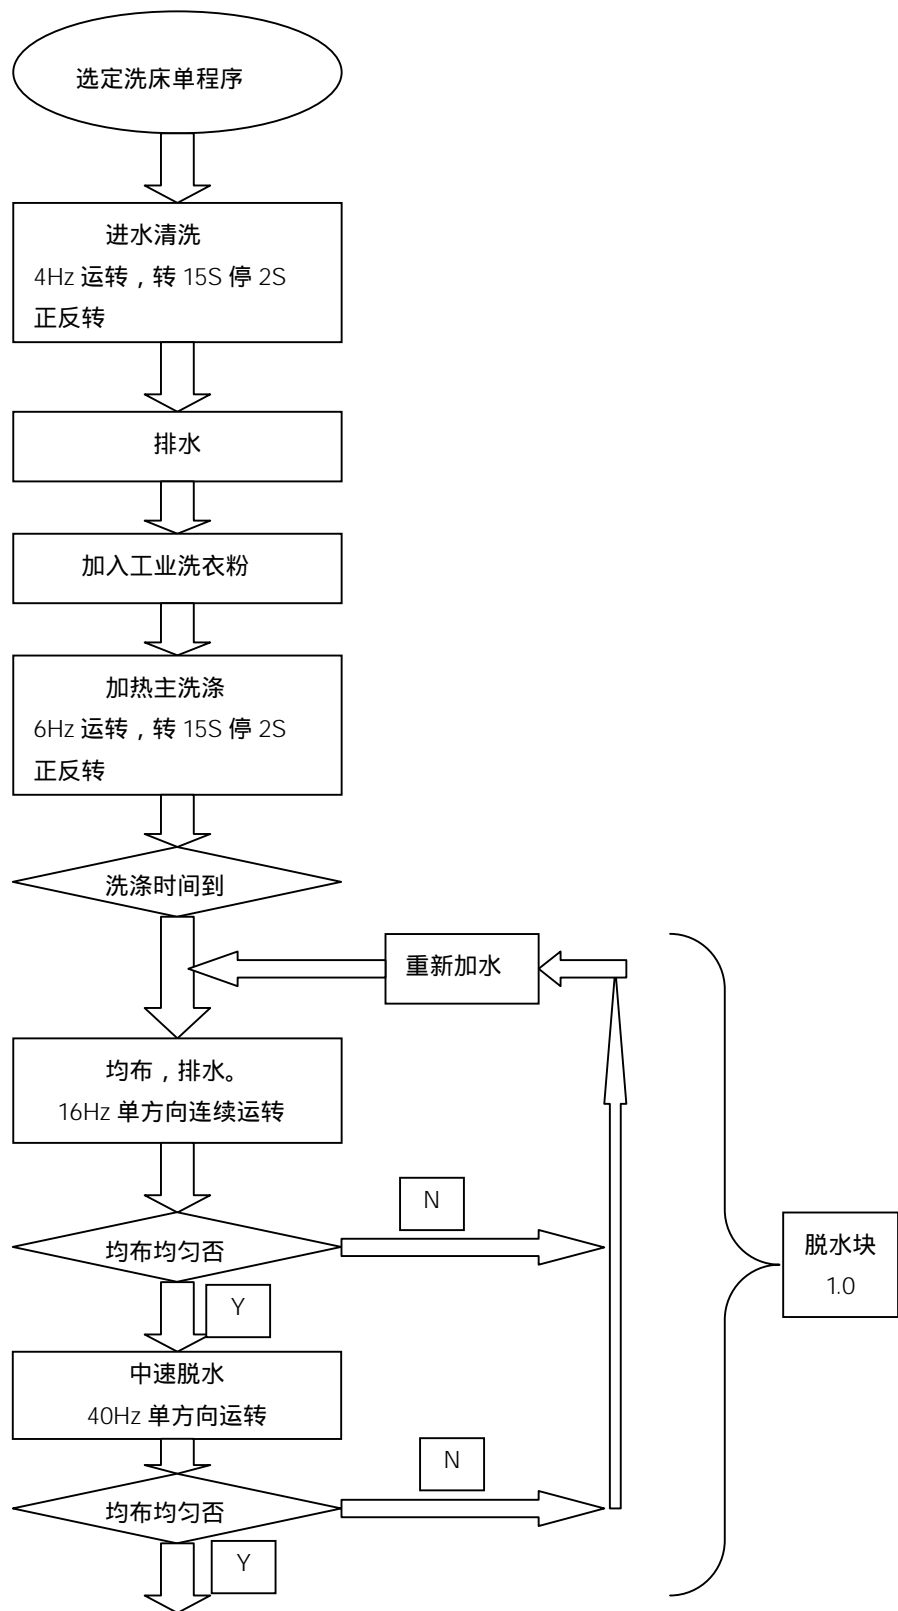 选定洗床单程序
进水清洗
4Hz 运转，转 15S 停 2S
正反转
排水
加入工业洗衣粉
加热主洗涤
6Hz 运转，转 15S 停 2S
正反转
洗涤时间到
重新加水
均布，排水。
16Hz 单方向连续运转
N
均布均匀否
Y
脱水块
1.0
中速脱水
40Hz 单方向运转
N
均布均匀否
Y